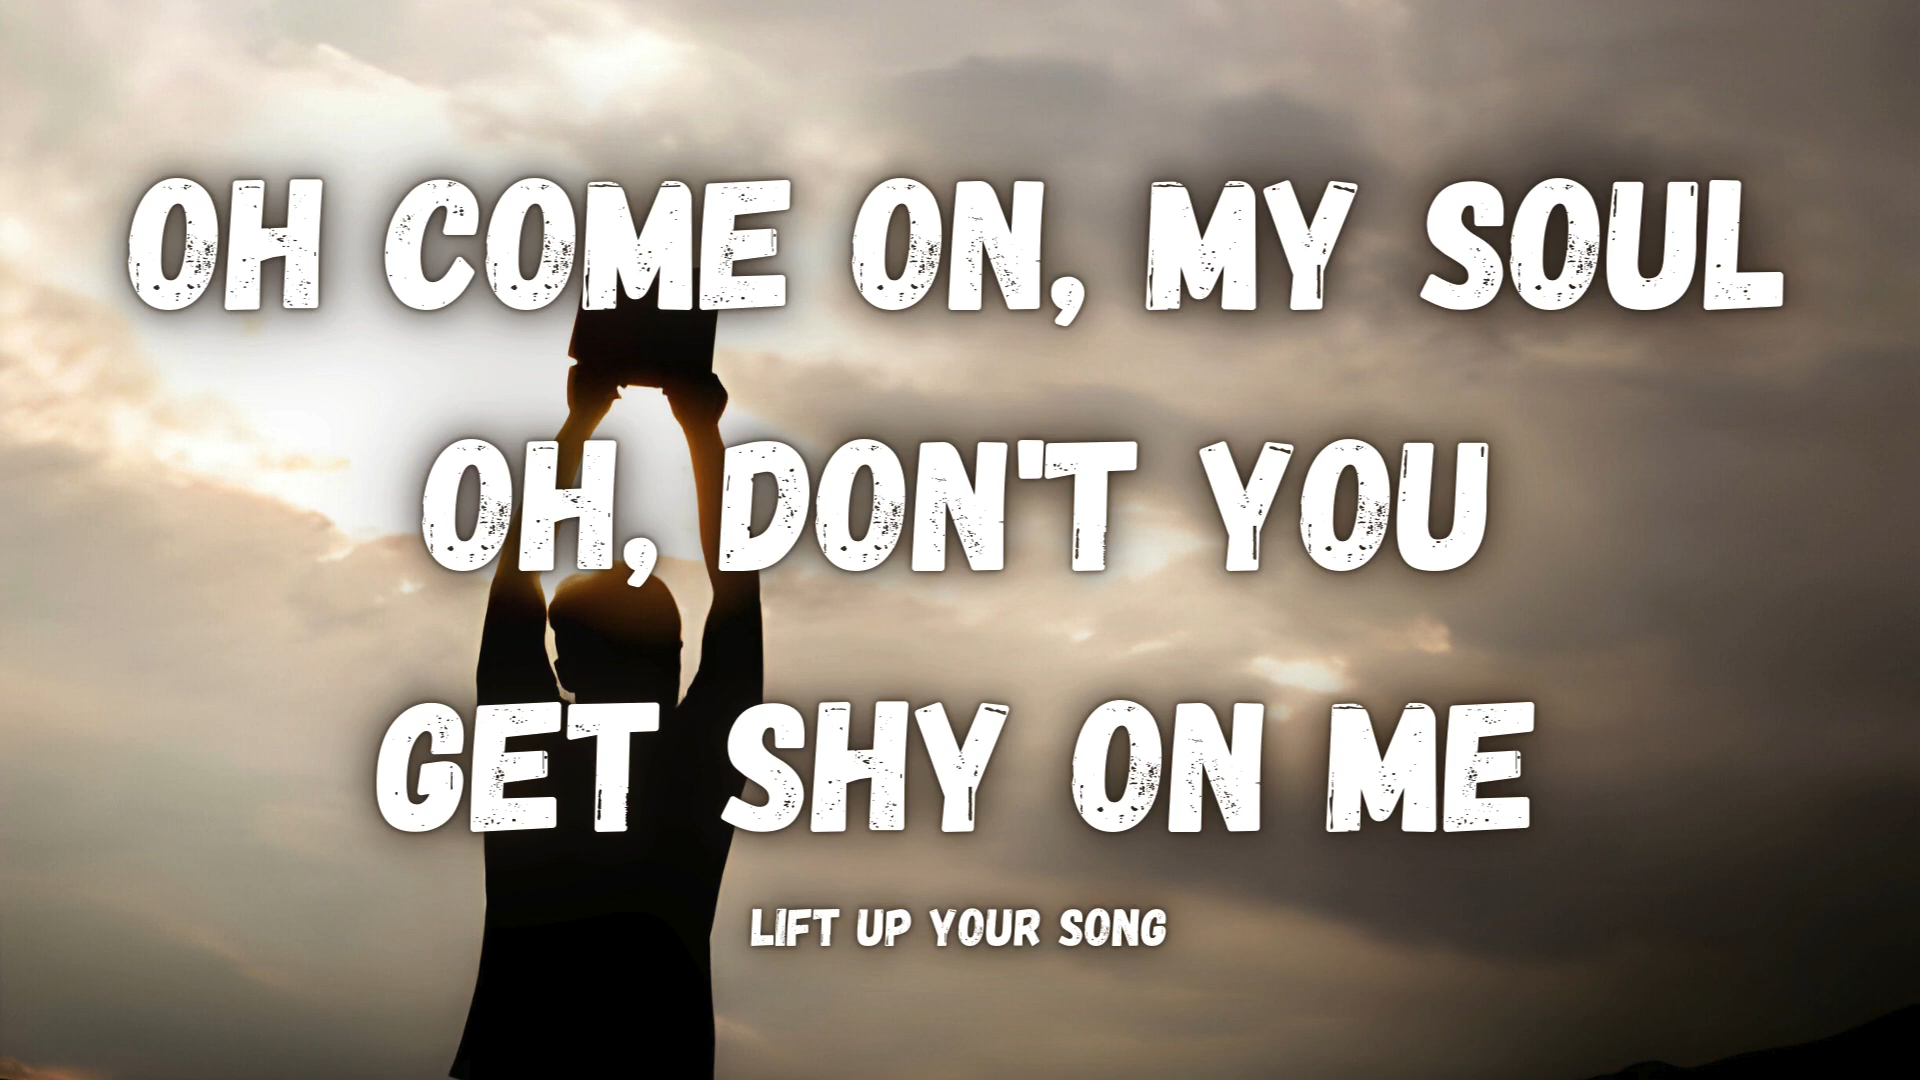 OH COME ON, MY SOUL
OH, DON'T YOU
GET SHY ON ME
LIFT UP YOUR SONG